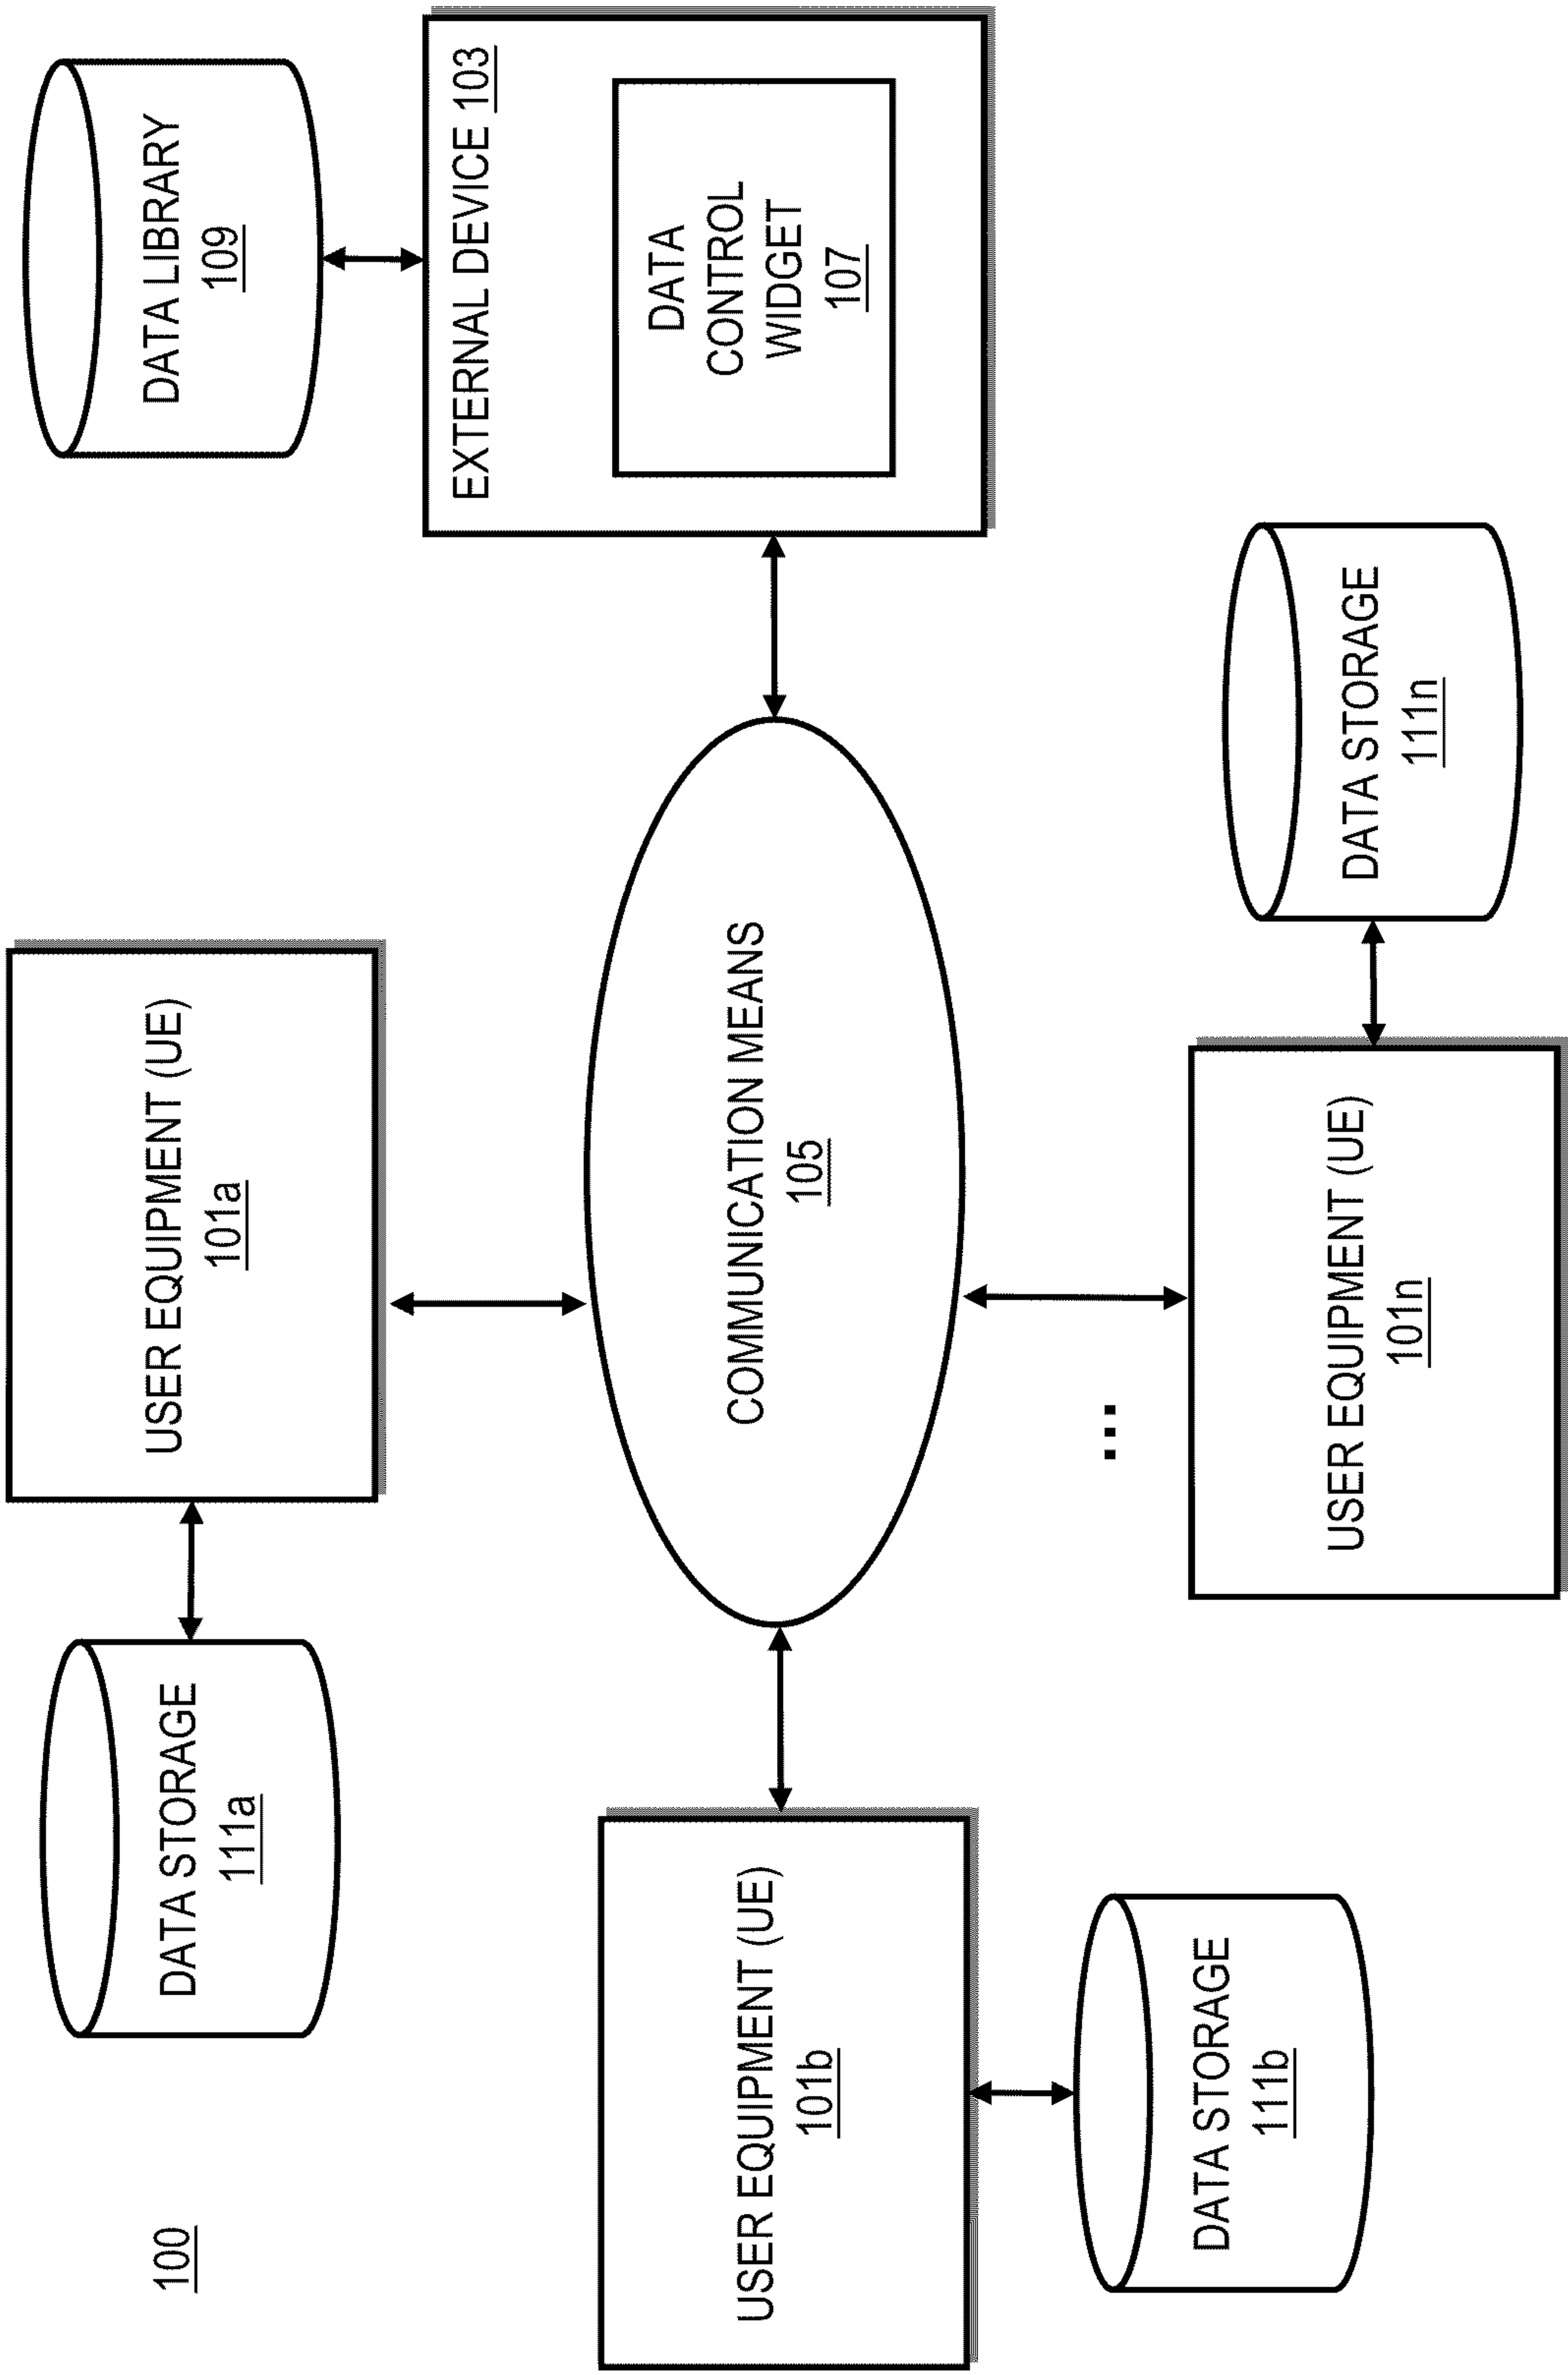 100
DATA STORAGE
111a
USER EQUIPMENT (UE)
101a
DATA LIBRARY
109
EXTERNAL DEVICE 103
DATA
CONTROL
WIDGET
107
COMMUNICATION MEANS
105
USER EQUIPMENT (UE)
101b
DATA STORAGE
111b
...
USER EQUIPMENT (UE)
101n
DATA STORAGE
111n